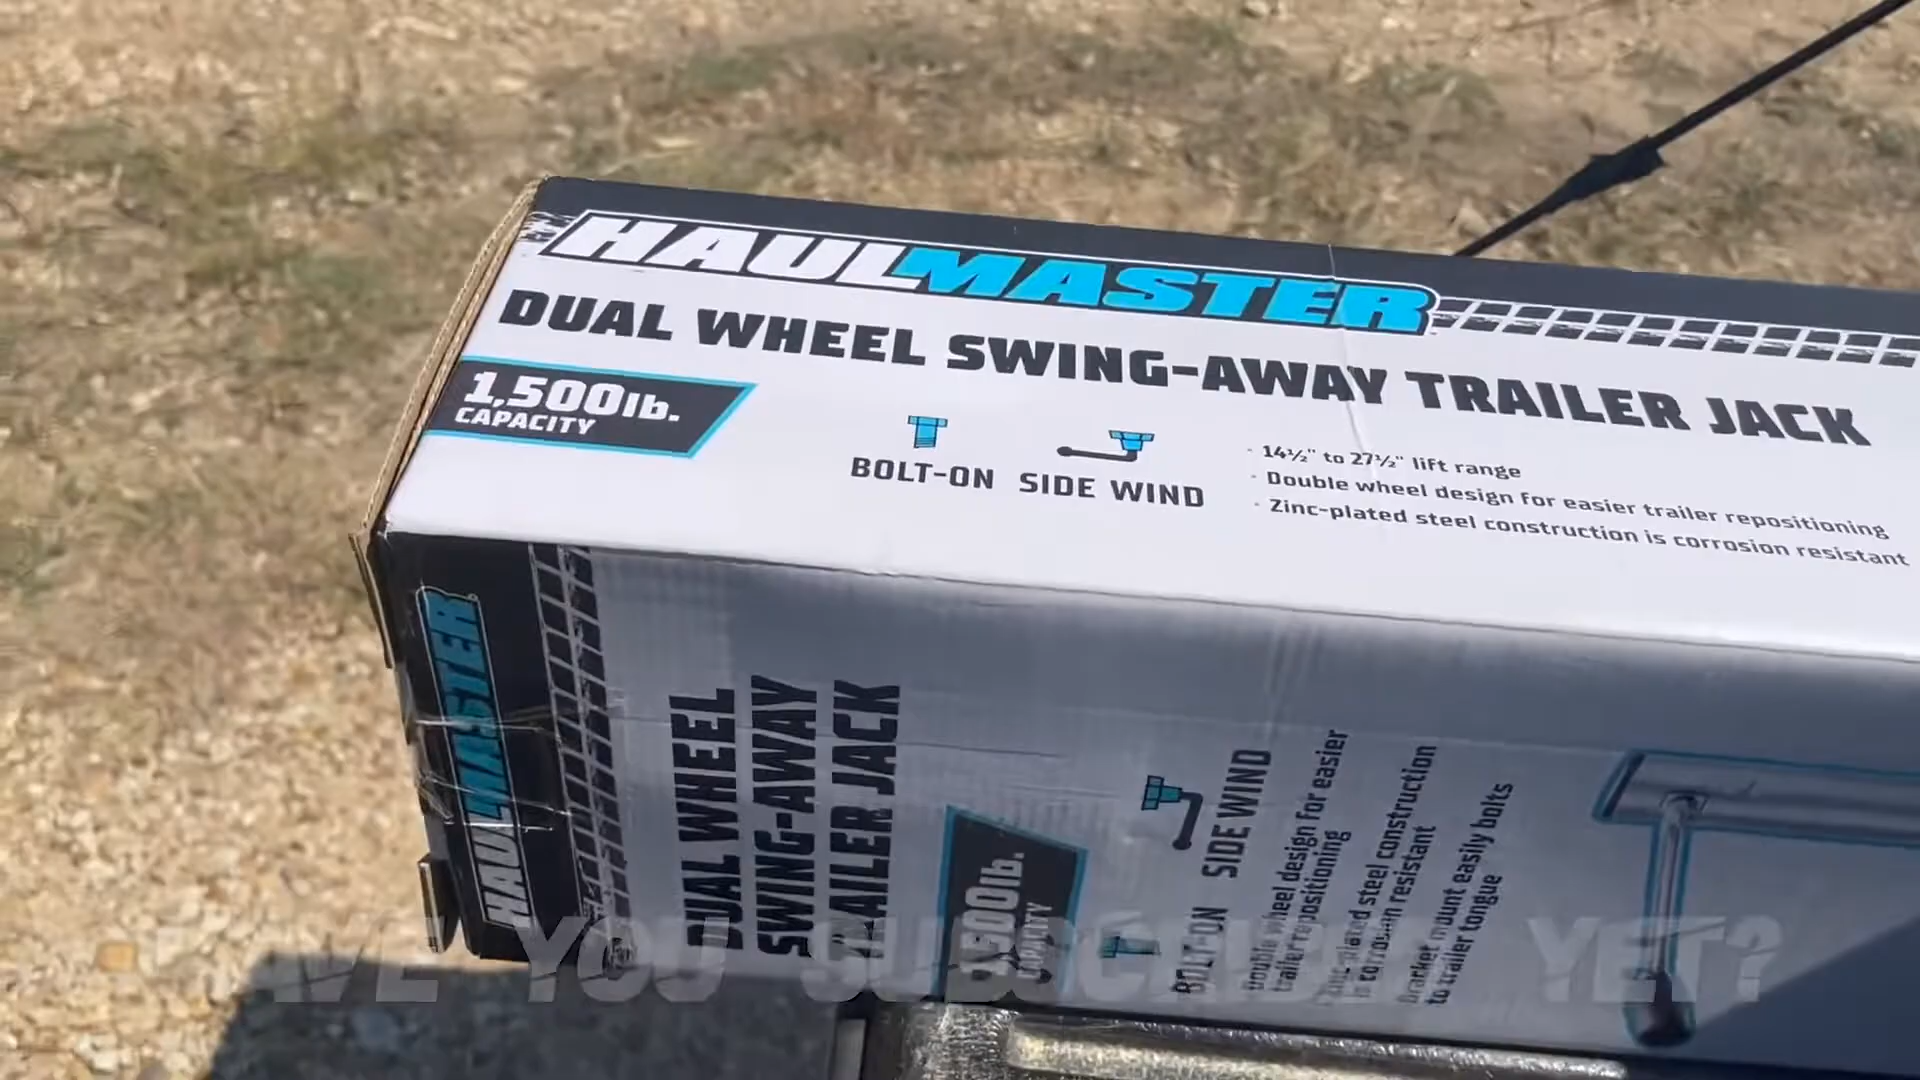 HAULMASTER
DUAL WHEEL SWING-AWAY TRAILER JACK
1,500lb.
CAPACITY
BOLT-ON
SIDE WIND
· 14½" to 27½" lift range
· Double wheel design for easier trailer repositioning
· Zinc-plated steel construction is corrosion resistant
HAULMASTER
DUAL WHEEL
SWING-AWAY
TRAILER JACK
1,500lb.
CAPACITY
BOLT-ON
SIDE WIND
Double wheel design for easier
trailer repositioning
Zinc-plated steel construction
is corrosion resistant
Bracket mount easily bolts
to trailer tongue
HAVE YOU SUBSCRIBED YET?